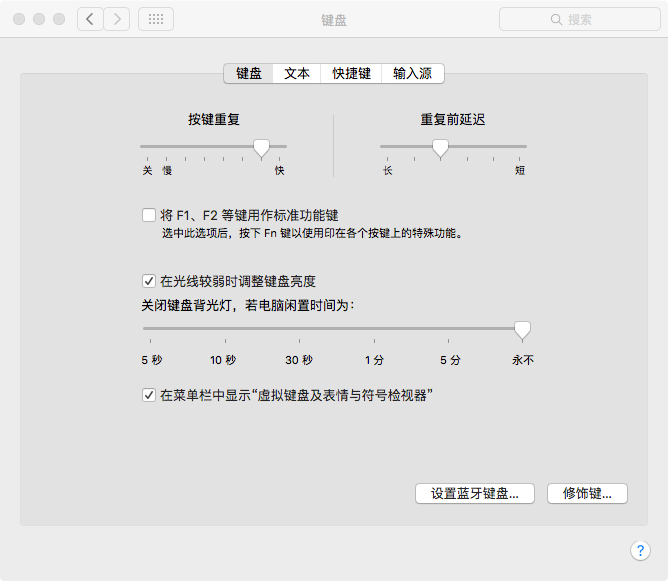 键盘
搜索
键盘 文本 快捷键 输入源
按键重复 重复前延迟
关 慢 快 长 短
将 F1、F2 等键用作标准功能键
选中此选项后，按下 Fn 键以使用印在各个按键上的特殊功能。
在光线较弱时调整键盘亮度
关闭键盘背光灯，若电脑闲置时间为：
5 秒 10 秒 30 秒 1 分 5 分 永不
在菜单栏中显示“虚拟键盘及表情与符号检视器”
设置蓝牙键盘... 修饰键...
?